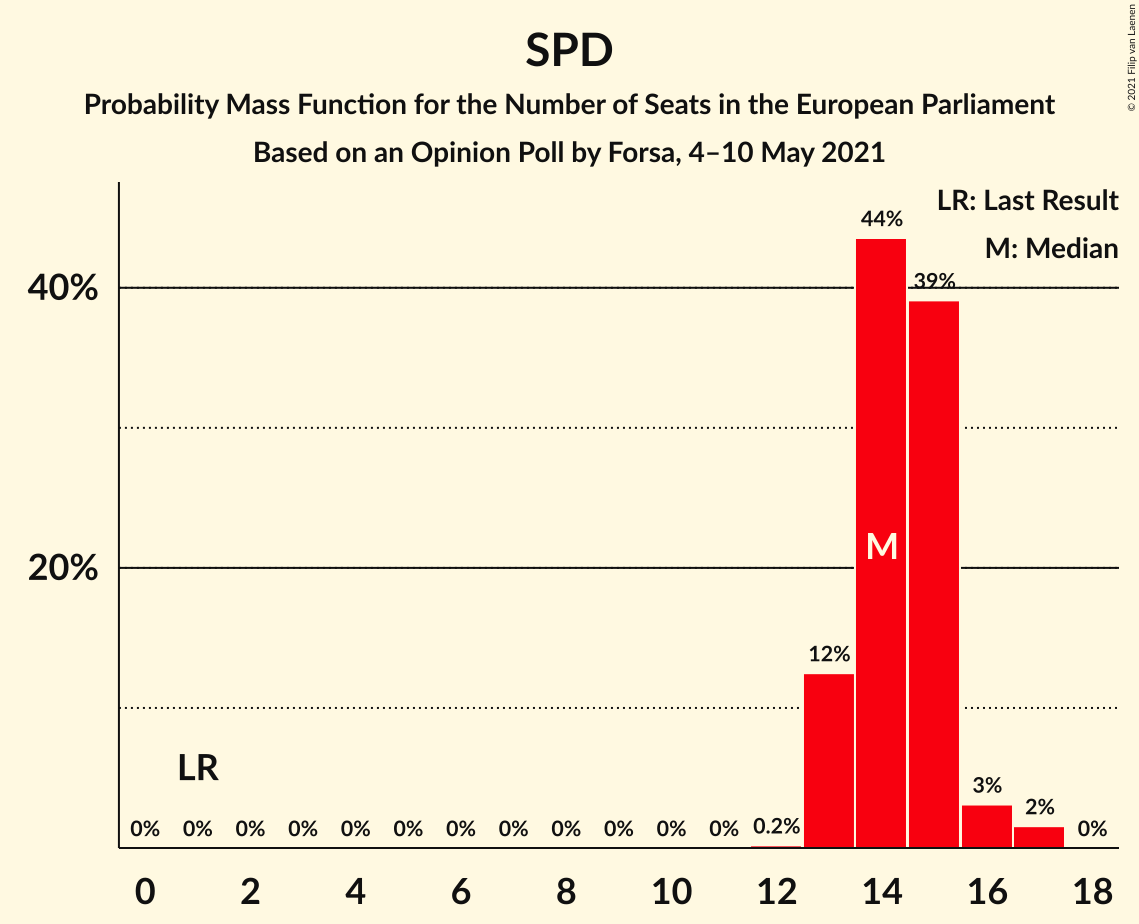 SPD
Probability Mass Function for the Number of Seats in the European Parliament
Based on an Opinion Poll by Forsa, 4–10 May 2021
© 2021 Filip van Laenen
LR: Last Result
M: Median
44%
39%
40%
M
20%
12%
LR
3%
2%
0% 0% 0% 0% 0% 0% 0% 0% 0% 0% 0% 0% 0.2% 0%
0 2 4 6 8 10 12 14 16 18